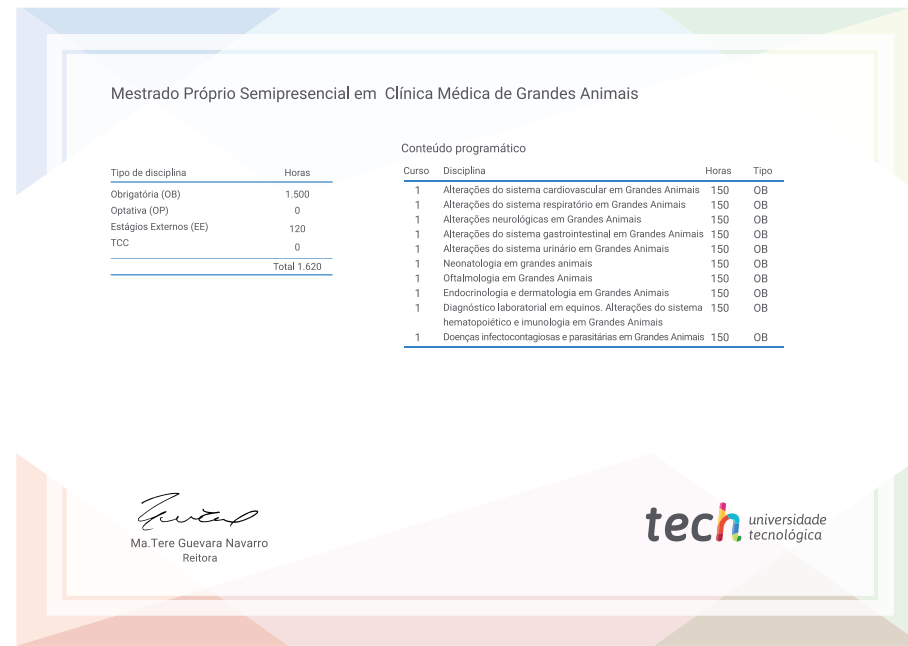 Mestrado Próprio Semipresencial em Clínica Médica de Grandes Animais
Tipo de disciplina Horas
Obrigatória (OB) 1.500
Optativa (OP) 0
Estágios Externos (EE) 120
TCC 0
Total 1.620
Conteúdo programático
Curso Disciplina Horas Tipo
1 Alterações do sistema cardiovascular em Grandes Animais 150 OB
1 Alterações do sistema respiratório em Grandes Animais 150 OB
1 Alterações neurológicas em Grandes Animais 150 OB
1 Alterações do sistema gastrointestinal em Grandes Animais 150 OB
1 Alterações do sistema urinário em Grandes Animais 150 OB
1 Neonatologia em grandes animais 150 OB
1 Oftalmologia em Grandes Animais 150 OB
1 Endocrinologia e dermatologia em Grandes Animais 150 OB
1 Diagnóstico laboratorial em equinos. Alterações do sistema 150 OB
hematopoiético e imunologia em Grandes Animais
1 Doenças infectocontagiosas e parasitárias em Grandes Animais 150 OB
Ma.Tere Guevara Navarro
Reitora
tech universidade
tecnológica